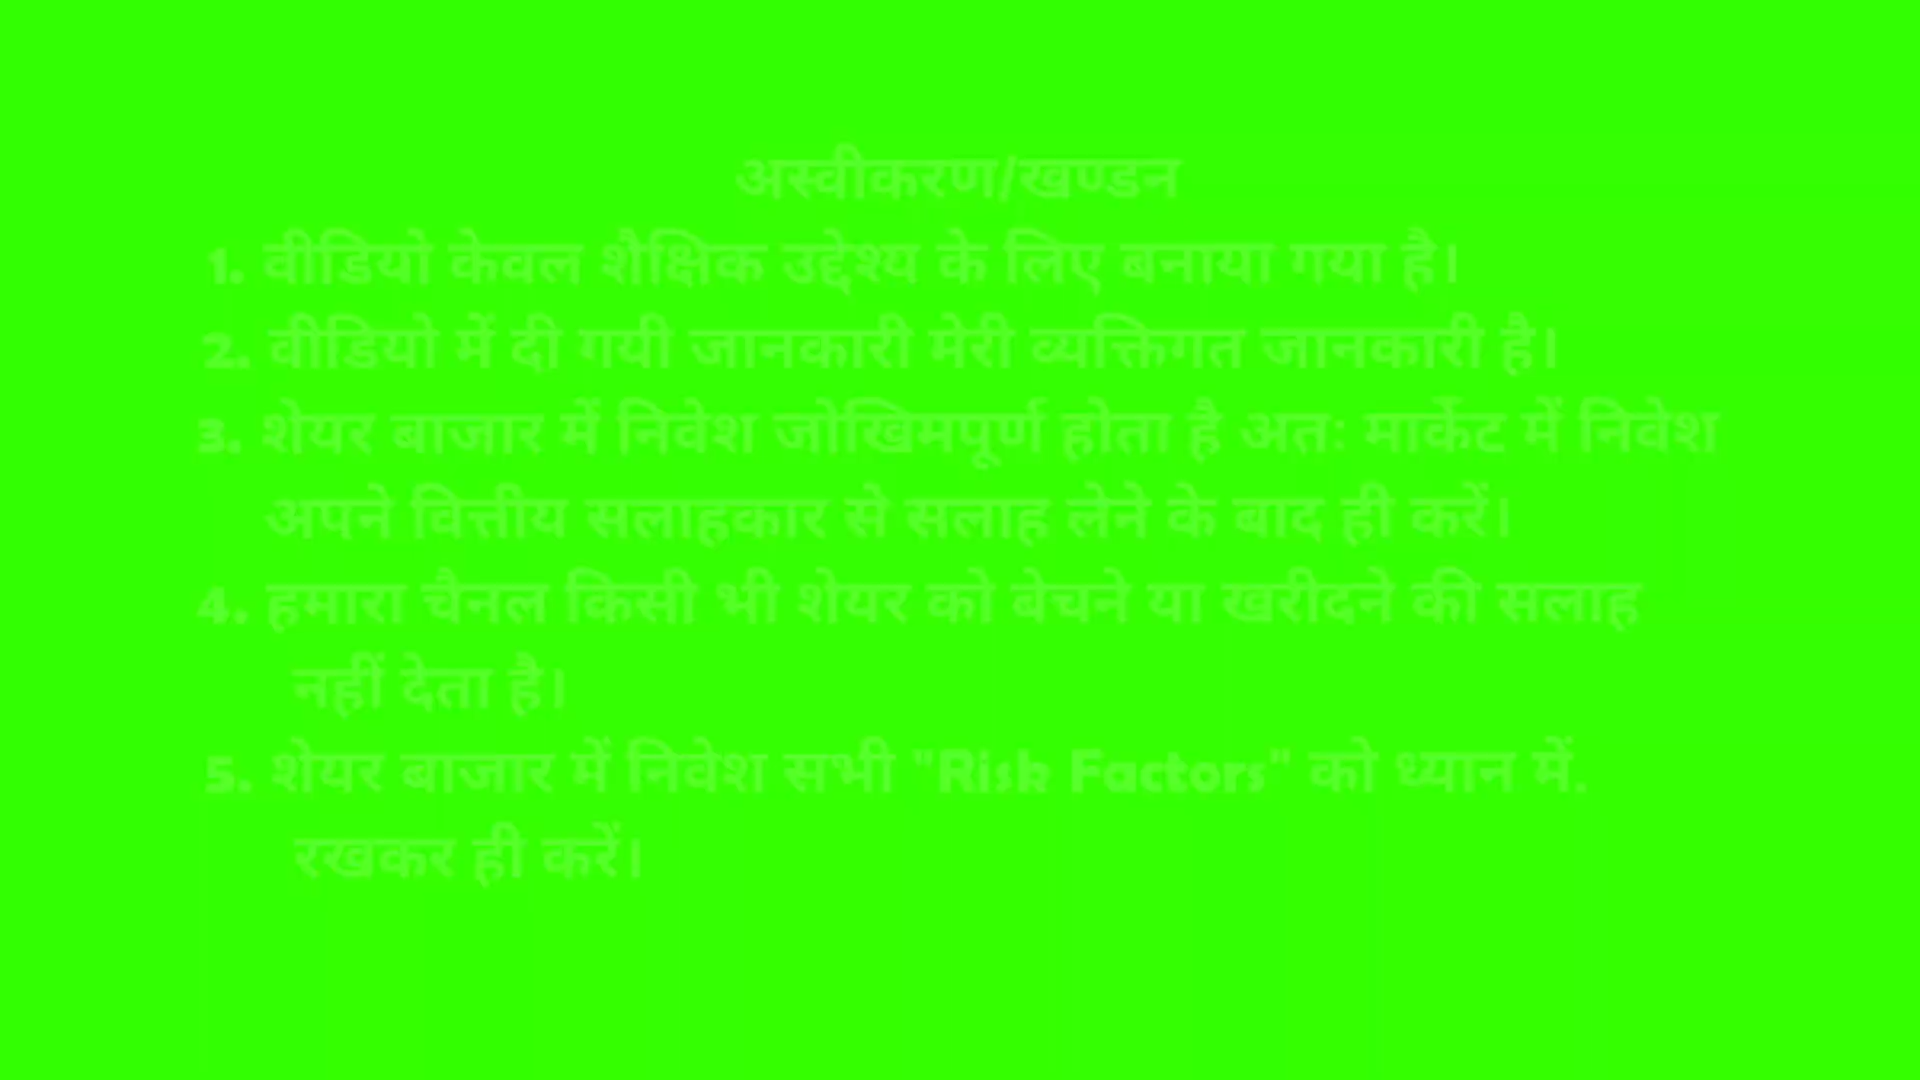 अस्वीकरण/खण्डन
1. वीडियो केवल शैक्षिक उद्देश्य के लिए बनाया गया है।
2. वीडियो में दी गयी जानकारी मेरी व्यक्तिगत जानकारी है।
3. शेयर बाजार में निवेश जोखिमपूर्ण होता है अतः मार्केट में निवेश
अपने वित्तीय सलाहकार से सलाह लेने के बाद ही करें।
4. हमारा चैनल किसी भी शेयर को बेचने या खरीदने की सलाह
नहीं देता है।
5. शेयर बाजार में निवेश सभी "Risk Factors" को ध्यान में.
रखकर ही करें।